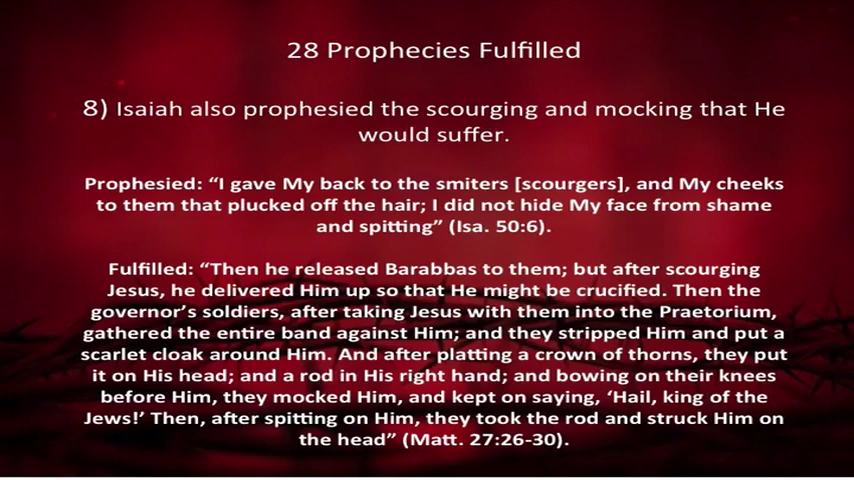 28 Prophecies Fulfilled
8) Isaiah also prophesied the scourging and mocking that He
would suffer.
Prophesied: “I gave My back to the smiters [scourgers], and My cheeks
to them that plucked off the hair; I did not hide My face from shame
and spitting” (Isa. 50:6).
Fulfilled: “Then he released Barabbas to them; but after scourging
Jesus, he delivered Him up so that He might be crucified. Then the
governor’s soldiers, after taking Jesus with them into the Praetorium,
gathered the entire band against Him; and they stripped Him and put a
scarlet cloak around Him. And after platting a crown of thorns, they put
it on His head; and a rod in His right hand; and bowing on their knees
before Him, they mocked Him, and kept on saying, ‘Hail, king of the
Jews!’ Then, after spitting on Him, they took the rod and struck Him on
the head” (Matt. 27:26-30).